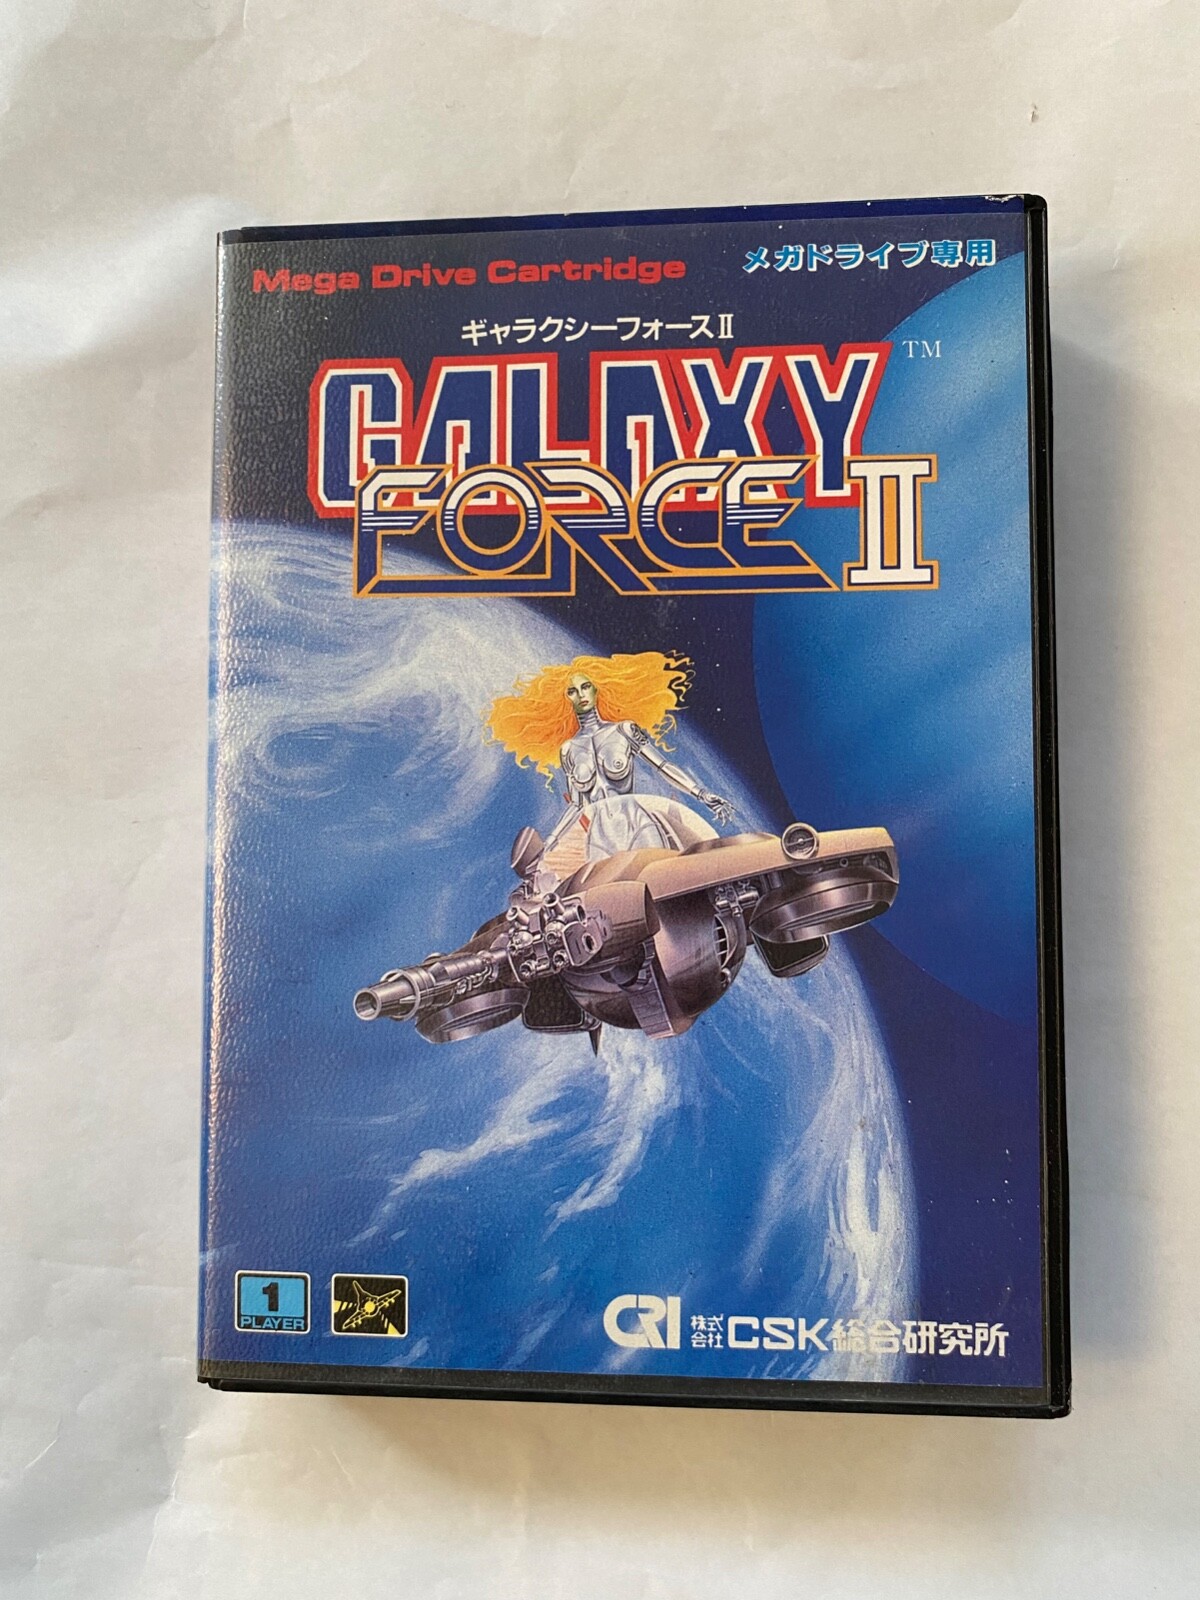 Mega Drive Cartridge
メガドライブ専用
ギャラクシーフォースⅡ
GALAXY TM
FORCE II
1
PLAYER
CRI 株式会社 CSK総合研究所